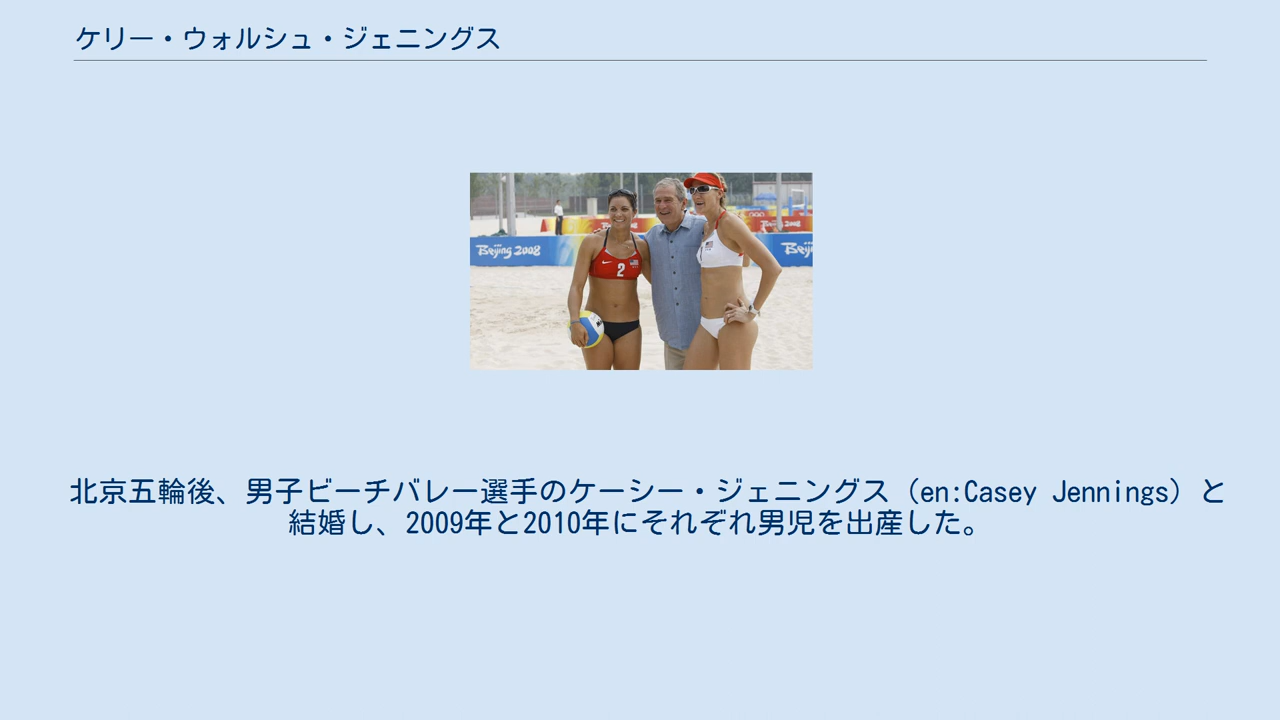 ケリー・ウォルシュ・ジェニングス
Beijing 2008
2
北京五輪後、男子ビーチバレー選手のケーシー・ジェニングス（en:Casey Jennings）と
結婚し、2009年と2010年にそれぞれ男児を出産した。